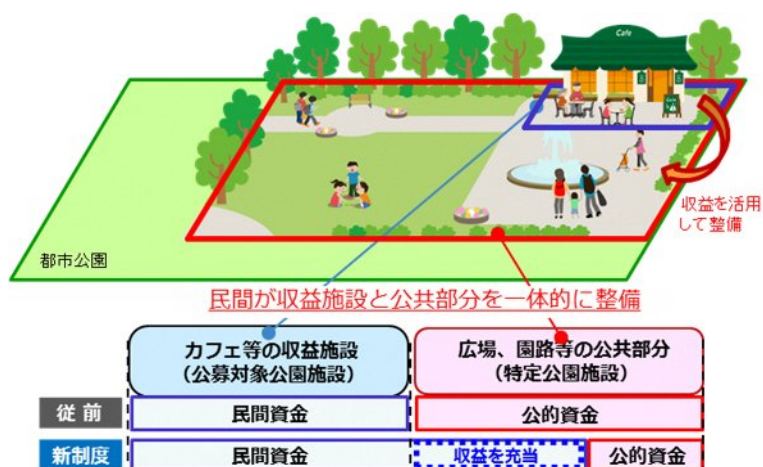 Cafe
Cafe
収益を活用
して整備
都市公園
民間が収益施設と公共部分を一体的に整備
カフェ等の収益施設
（公募対象公園施設）
広場、園路等の公共部分
（特定公園施設）
従前
民間資金
公的資金
新制度
民間資金
収益を充当
公的資金